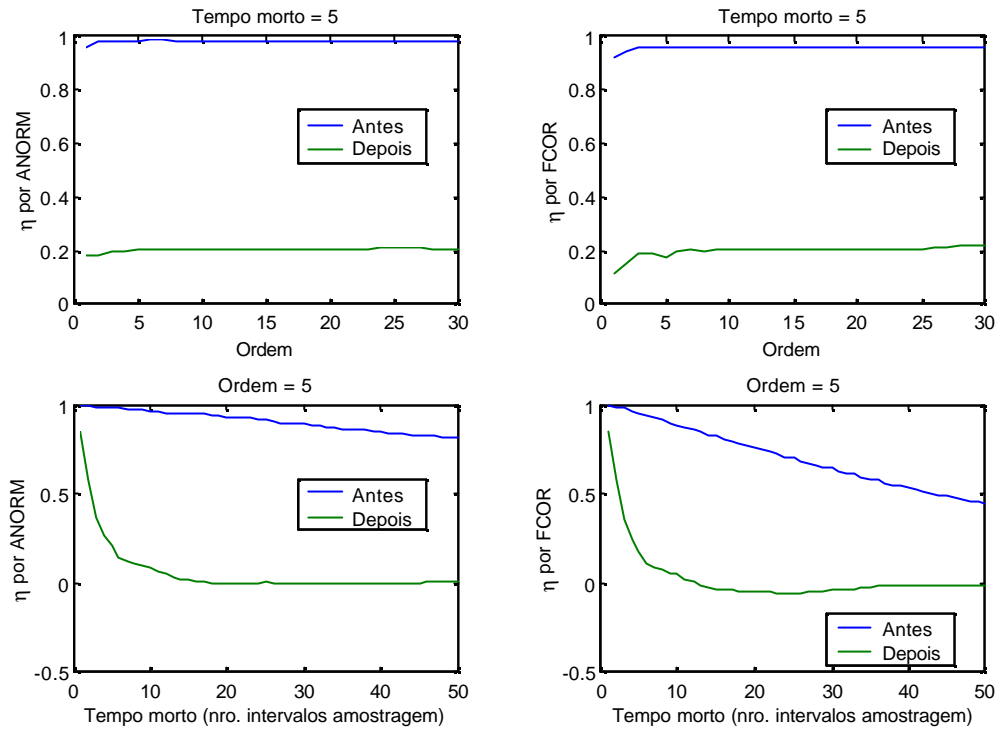 Tempo morto = 5
η por ANORM
1
0.8
0.6
0.4
0.2
0
Antes
Depois
0 5 10 15 20 25 30
Ordem
Tempo morto = 5
η por FCOR
1
0.8
0.6
0.4
0.2
0
Antes
Depois
0 5 10 15 20 25 30
Ordem
Ordem = 5
η por ANORM
1
0.5
0
-0.5
Antes
Depois
0 10 20 30 40 50
Tempo morto (nro. intervalos amostragem)
Ordem = 5
η por FCOR
1
0.5
0
-0.5
Antes
Depois
0 10 20 30 40 50
Tempo morto (nro. intervalos amostragem)